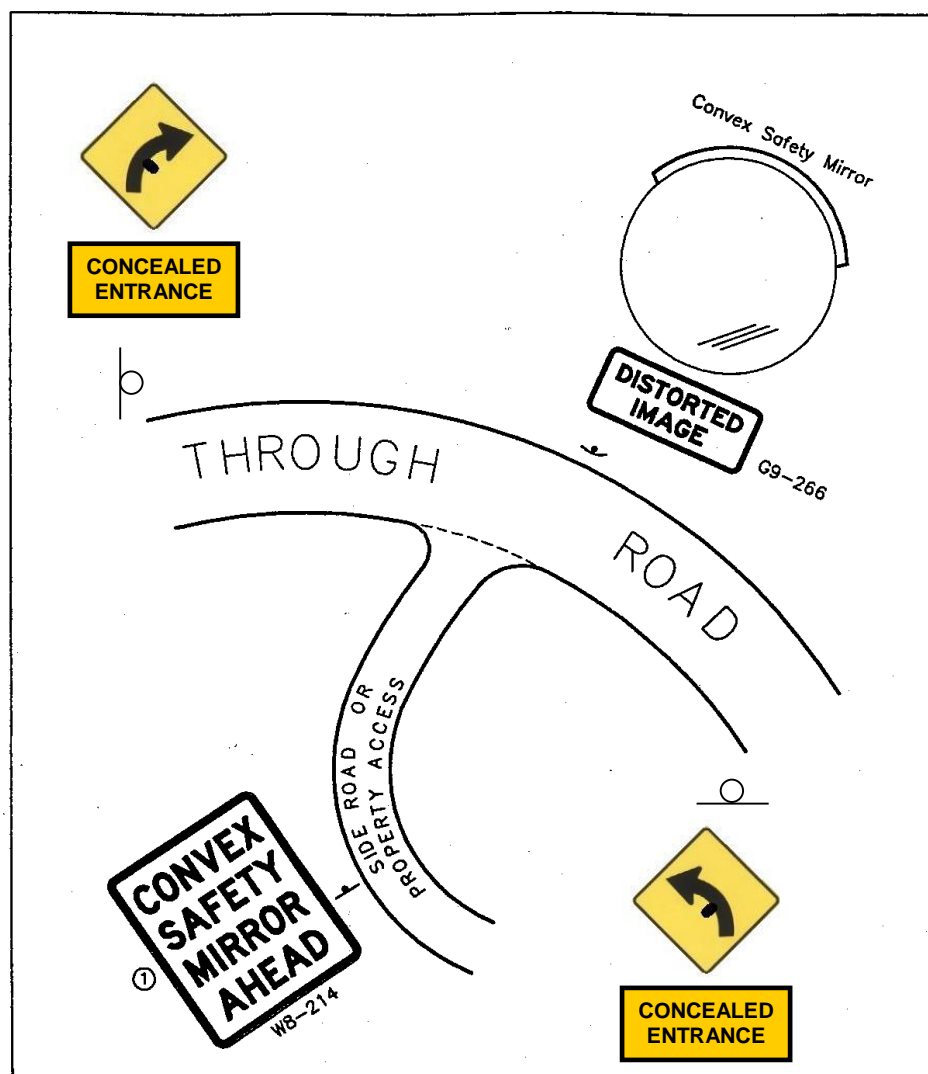 Convex Safety Mirror
CONCEALED
ENTRANCE
DISTORTED
IMAGE
G9-266
THROUGH ROAD
SIDE ROAD OR
PROPERTY ACCESS
CONVEX
SAFETY
MIRROR
AHEAD
1
W8-214
CONCEALED
ENTRANCE